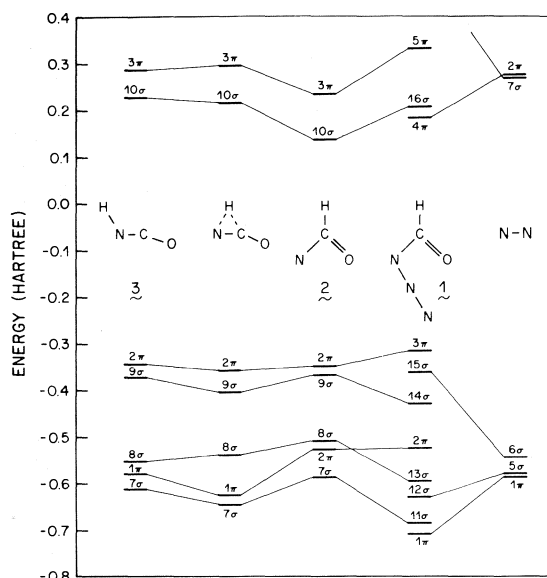 0.4
0.3
0.2
0.1
0.0
-0.1
-0.2
-0.3
-0.4
-0.5
-0.6
-0.7
-0.8
ENERGY (HARTREE)
3π
10σ
H
N-C
O
3
2π
9σ
8σ
1π
7σ
3π
10σ
H
N-C
O
2π
9σ
8σ
1π
7σ
3π
10σ
H
C
N
O
2
2π
9σ
8σ
2π
7σ
5π
16σ
4π
H
C
N
O
N
N
1
3π
15σ
14σ
2π
13σ
12σ
11σ
1π
2π
7σ
N-N
6σ
5σ
1π